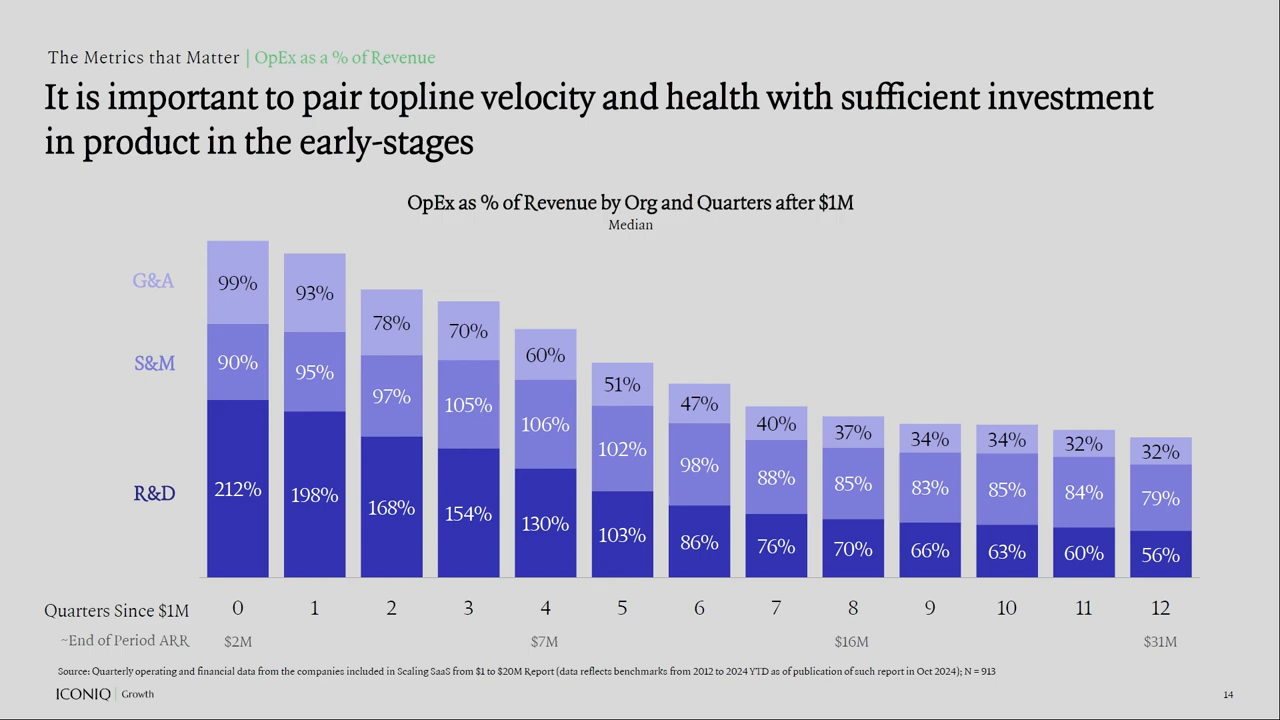 The Metrics that Matter | OpEx as a % of Revenue
It is important to pair topline velocity and health with sufficient investment
in product in the early-stages
OpEx as % of Revenue by Org and Quarters after $1M
Median
G&A 99% 93% 78% 70% 60% 51% 47% 40% 37% 34% 34% 32% 32%
S&M 90% 95% 97% 105% 106% 102% 98% 88% 85% 83% 85% 84% 79%
R&D 212% 198% 168% 154% 130% 103% 86% 76% 70% 66% 63% 60% 56%
Quarters Since $1M 0 1 2 3 4 5 6 7 8 9 10 11 12
~End of Period ARR $2M $7M $16M $31M
Source: Quarterly operating and financial data from the companies included in Scaling SaaS from $1 to $20M Report (data reflects benchmarks from 2012 to 2024 YTD as of publication of such report in Oct 2024); N = 913
ICONIQ | Growth
14